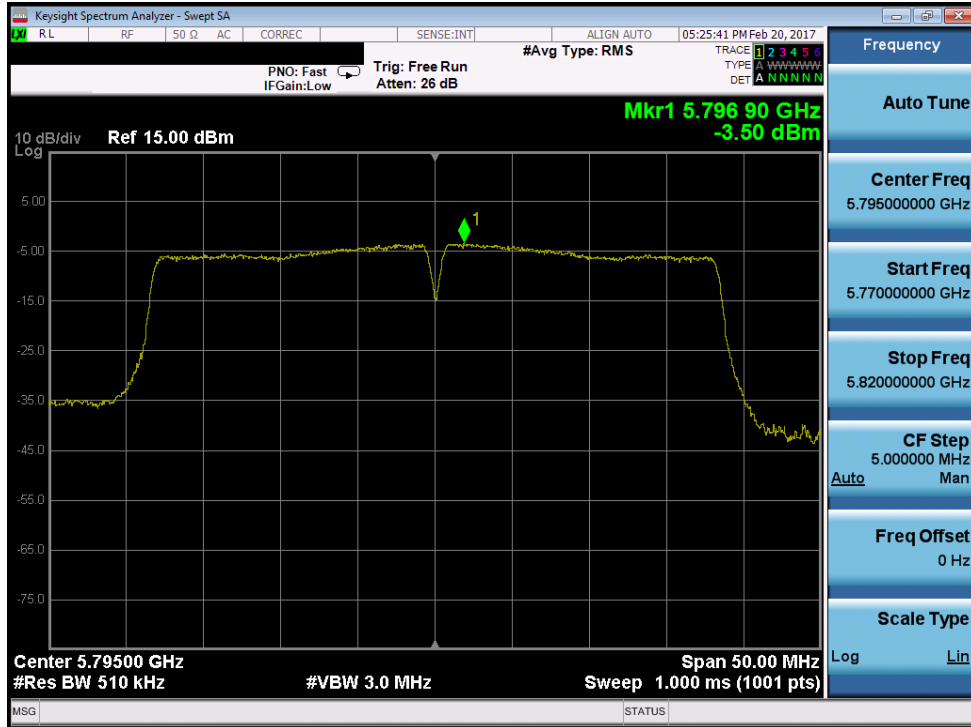 Keysight Spectrum Analyzer - Swept SA
LXI RL RF 50 Ω AC CORREC SENSE:INT ALIGN AUTO 05:25:41 PM Feb 20, 2017
#Avg Type: RMS
TRACE 1 2 3 4 5 6
TYPE A WWWWW
DET A N N N N N
PNO: Fast
IFGain:Low
Trig: Free Run
Atten: 26 dB
Mkr1 5.796 90 GHz
-3.50 dBm
10 dB/div
Log
Ref 15.00 dBm
1
5.00
-5.00
-15.0
-25.0
-35.0
-45.0
-55.0
-65.0
-75.0
Center 5.79500 GHz
Span 50.00 MHz
#Res BW 510 kHz
#VBW 3.0 MHz
Sweep 1.000 ms (1001 pts)
MSG
STATUS
Frequency
Auto Tune
Center Freq
5.795000000 GHz
Start Freq
5.770000000 GHz
Stop Freq
5.820000000 GHz
CF Step
5.000000 MHz
Auto Man
Freq Offset
0 Hz
Scale Type
Log Lin